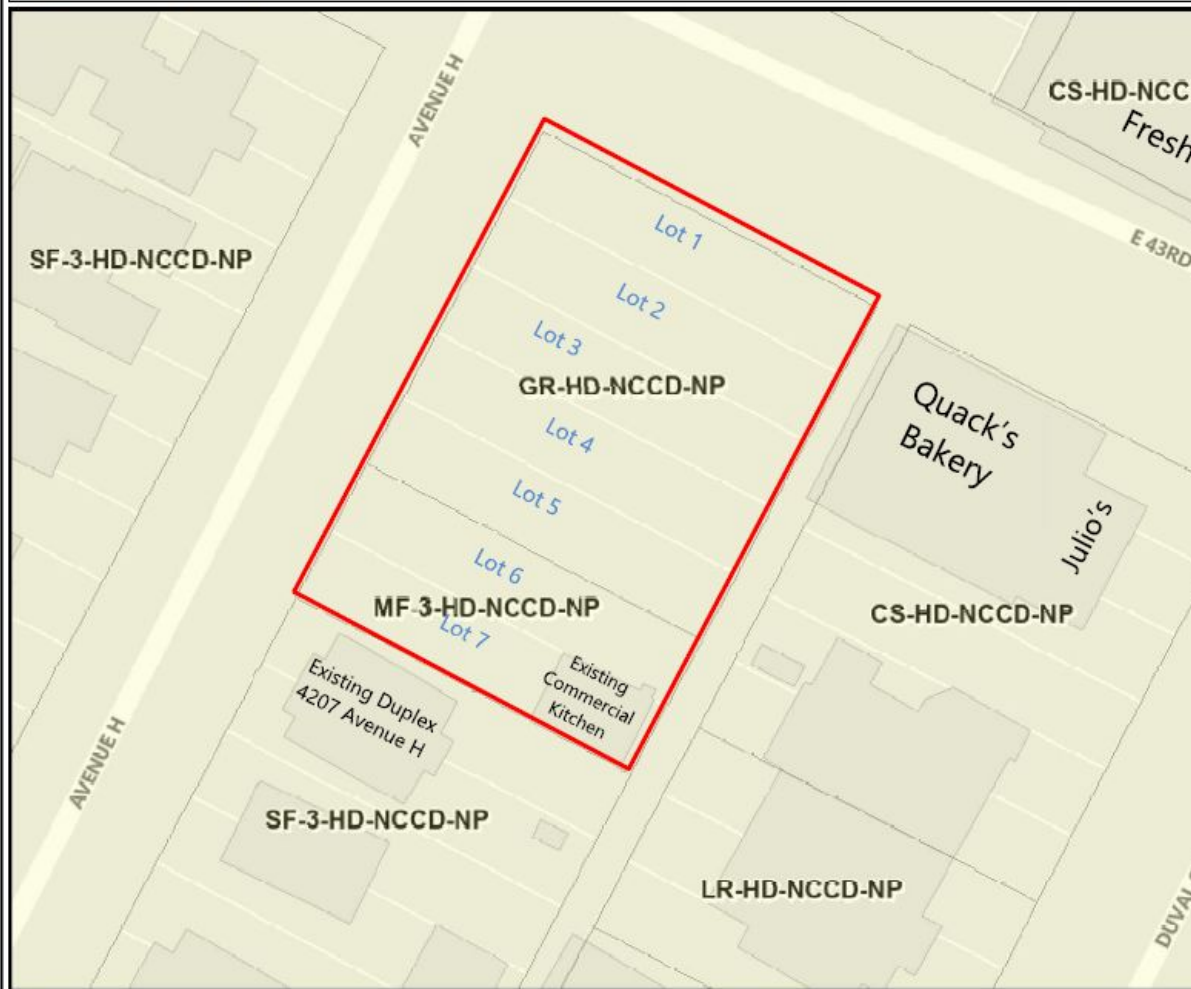 AVENUE H
CS-HD-NCC
Fresh
SF-3-HD-NCCD-NP
Lot 1
E 43RD
Lot 2
Lot 3
GR-HD-NCCD-NP
Quack's
Bakery
Lot 4
Lot 5
Julio's
Lot 6
MF-3-HD-NCCD-NP
CS-HD-NCCD-NP
Lot 7
Existing
Commercial
Kitchen
Existing Duplex
4207 Avenue H
AVENUE H
SF-3-HD-NCCD-NP
LR-HD-NCCD-NP
DUVAL